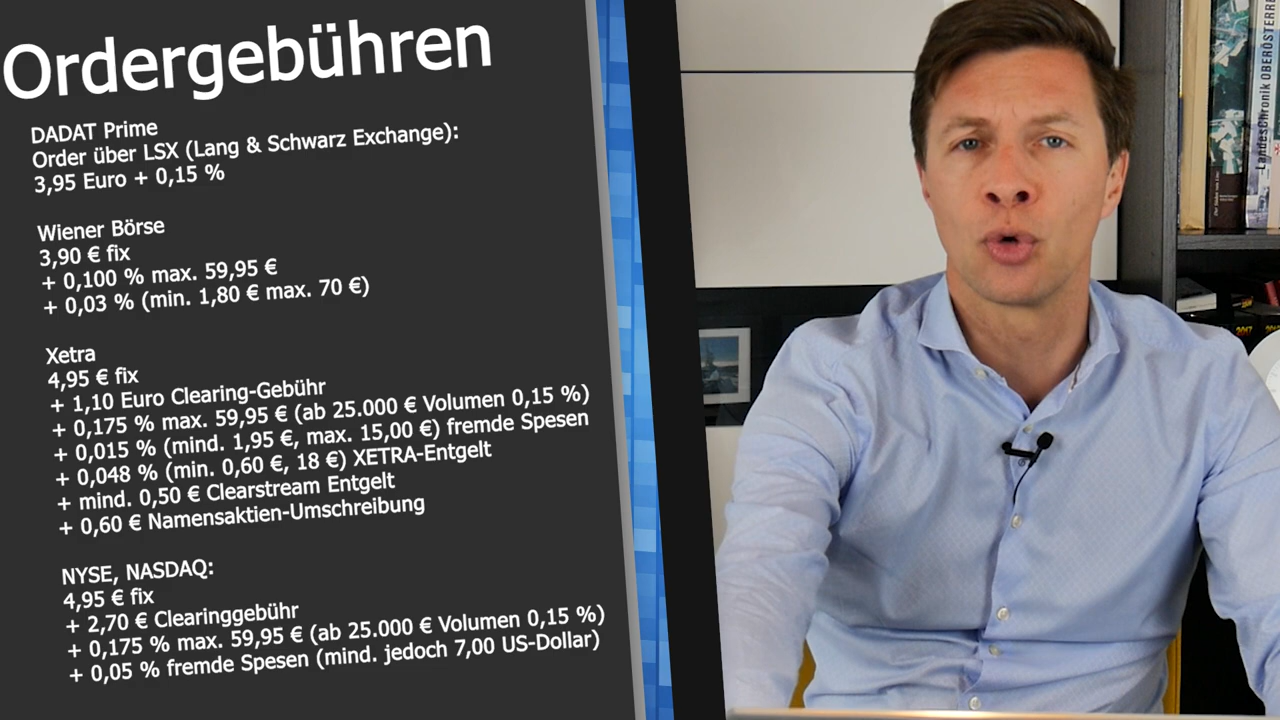 Ordergebühren
DADAT Prime
Order über LSX (Lang & Schwarz Exchange):
3,95 Euro + 0,15 %
Wiener Börse
3,90 € fix
+ 0,100 % max. 59,95 €
+ 0,03 % (min. 1,80 € max. 70 €)
Xetra
4,95 € fix
+ 1,10 Euro Clearing-Gebühr
+ 0,175 % max. 59,95 € (ab 25.000 € Volumen 0,15 %)
+ 0,015 % (mind. 1,95 €, max. 15,00 €) fremde Spesen
+ 0,048 % (min. 0,60 €, 18 €) XETRA-Entgelt
+ mind. 0,50 € Clearstream Entgelt
+ 0,60 € Namensaktien-Umschreibung
NYSE, NASDAQ:
4,95 € fix
+ 2,70 € Clearinggebühr
+ 0,175 % max. 59,95 € (ab 25.000 € Volumen 0,15 %)
+ 0,05 % fremde Spesen (mind. jedoch 7,00 US-Dollar)
LandesChronik OBERÖSTERRE
2017